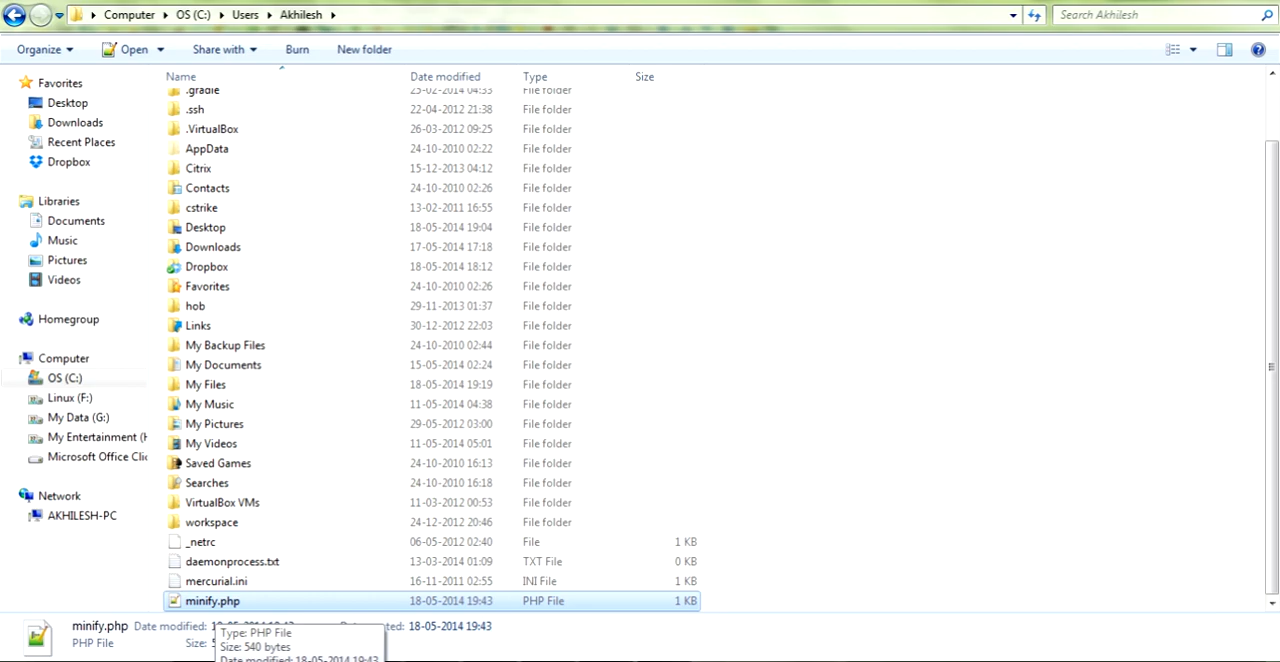 Computer OS (C:) Users Akhilesh
Search Akhilesh
Organize Open Share with Burn New folder
Favorites
Desktop
Downloads
Recent Places
Dropbox
Libraries
Documents
Music
Pictures
Videos
Homegroup
Computer
OS (C:)
Linux (F:)
My Data (G:)
My Entertainment (H
Microsoft Office Clic
Network
AKHILESH-PC
Name Date modified Type Size
.gradle 25-02-2014 04:33 File folder
.ssh 22-04-2012 21:38 File folder
.VirtualBox 26-03-2012 09:25 File folder
AppData 24-10-2010 02:22 File folder
Citrix 15-12-2013 04:12 File folder
Contacts 24-10-2010 02:26 File folder
cstrike 13-02-2011 16:55 File folder
Desktop 18-05-2014 19:04 File folder
Downloads 17-05-2014 17:18 File folder
Dropbox 18-05-2014 18:12 File folder
Favorites 24-10-2010 02:26 File folder
hob 29-11-2013 01:37 File folder
Links 30-12-2012 22:03 File folder
My Backup Files 24-10-2010 02:44 File folder
My Documents 15-05-2014 02:24 File folder
My Files 18-05-2014 19:19 File folder
My Music 11-05-2014 04:38 File folder
My Pictures 29-05-2012 03:00 File folder
My Videos 11-05-2014 05:01 File folder
Saved Games 24-10-2010 16:13 File folder
Searches 24-10-2010 16:18 File folder
VirtualBox VMs 11-03-2012 00:53 File folder
workspace 24-12-2012 20:46 File folder
_netrc 06-05-2012 02:40 File 1 KB
daemonprocess.txt 13-03-2014 01:09 TXT File 0 KB
mercurial.ini 16-11-2011 02:55 INI File 1 KB
minify.php 18-05-2014 19:43 PHP File 1 KB
minify.php Date modified: 18-05-2014 19:43
PHP File Size:
Type: PHP File
Size: 540 bytes
Date modified: 18-05-2014 19:43